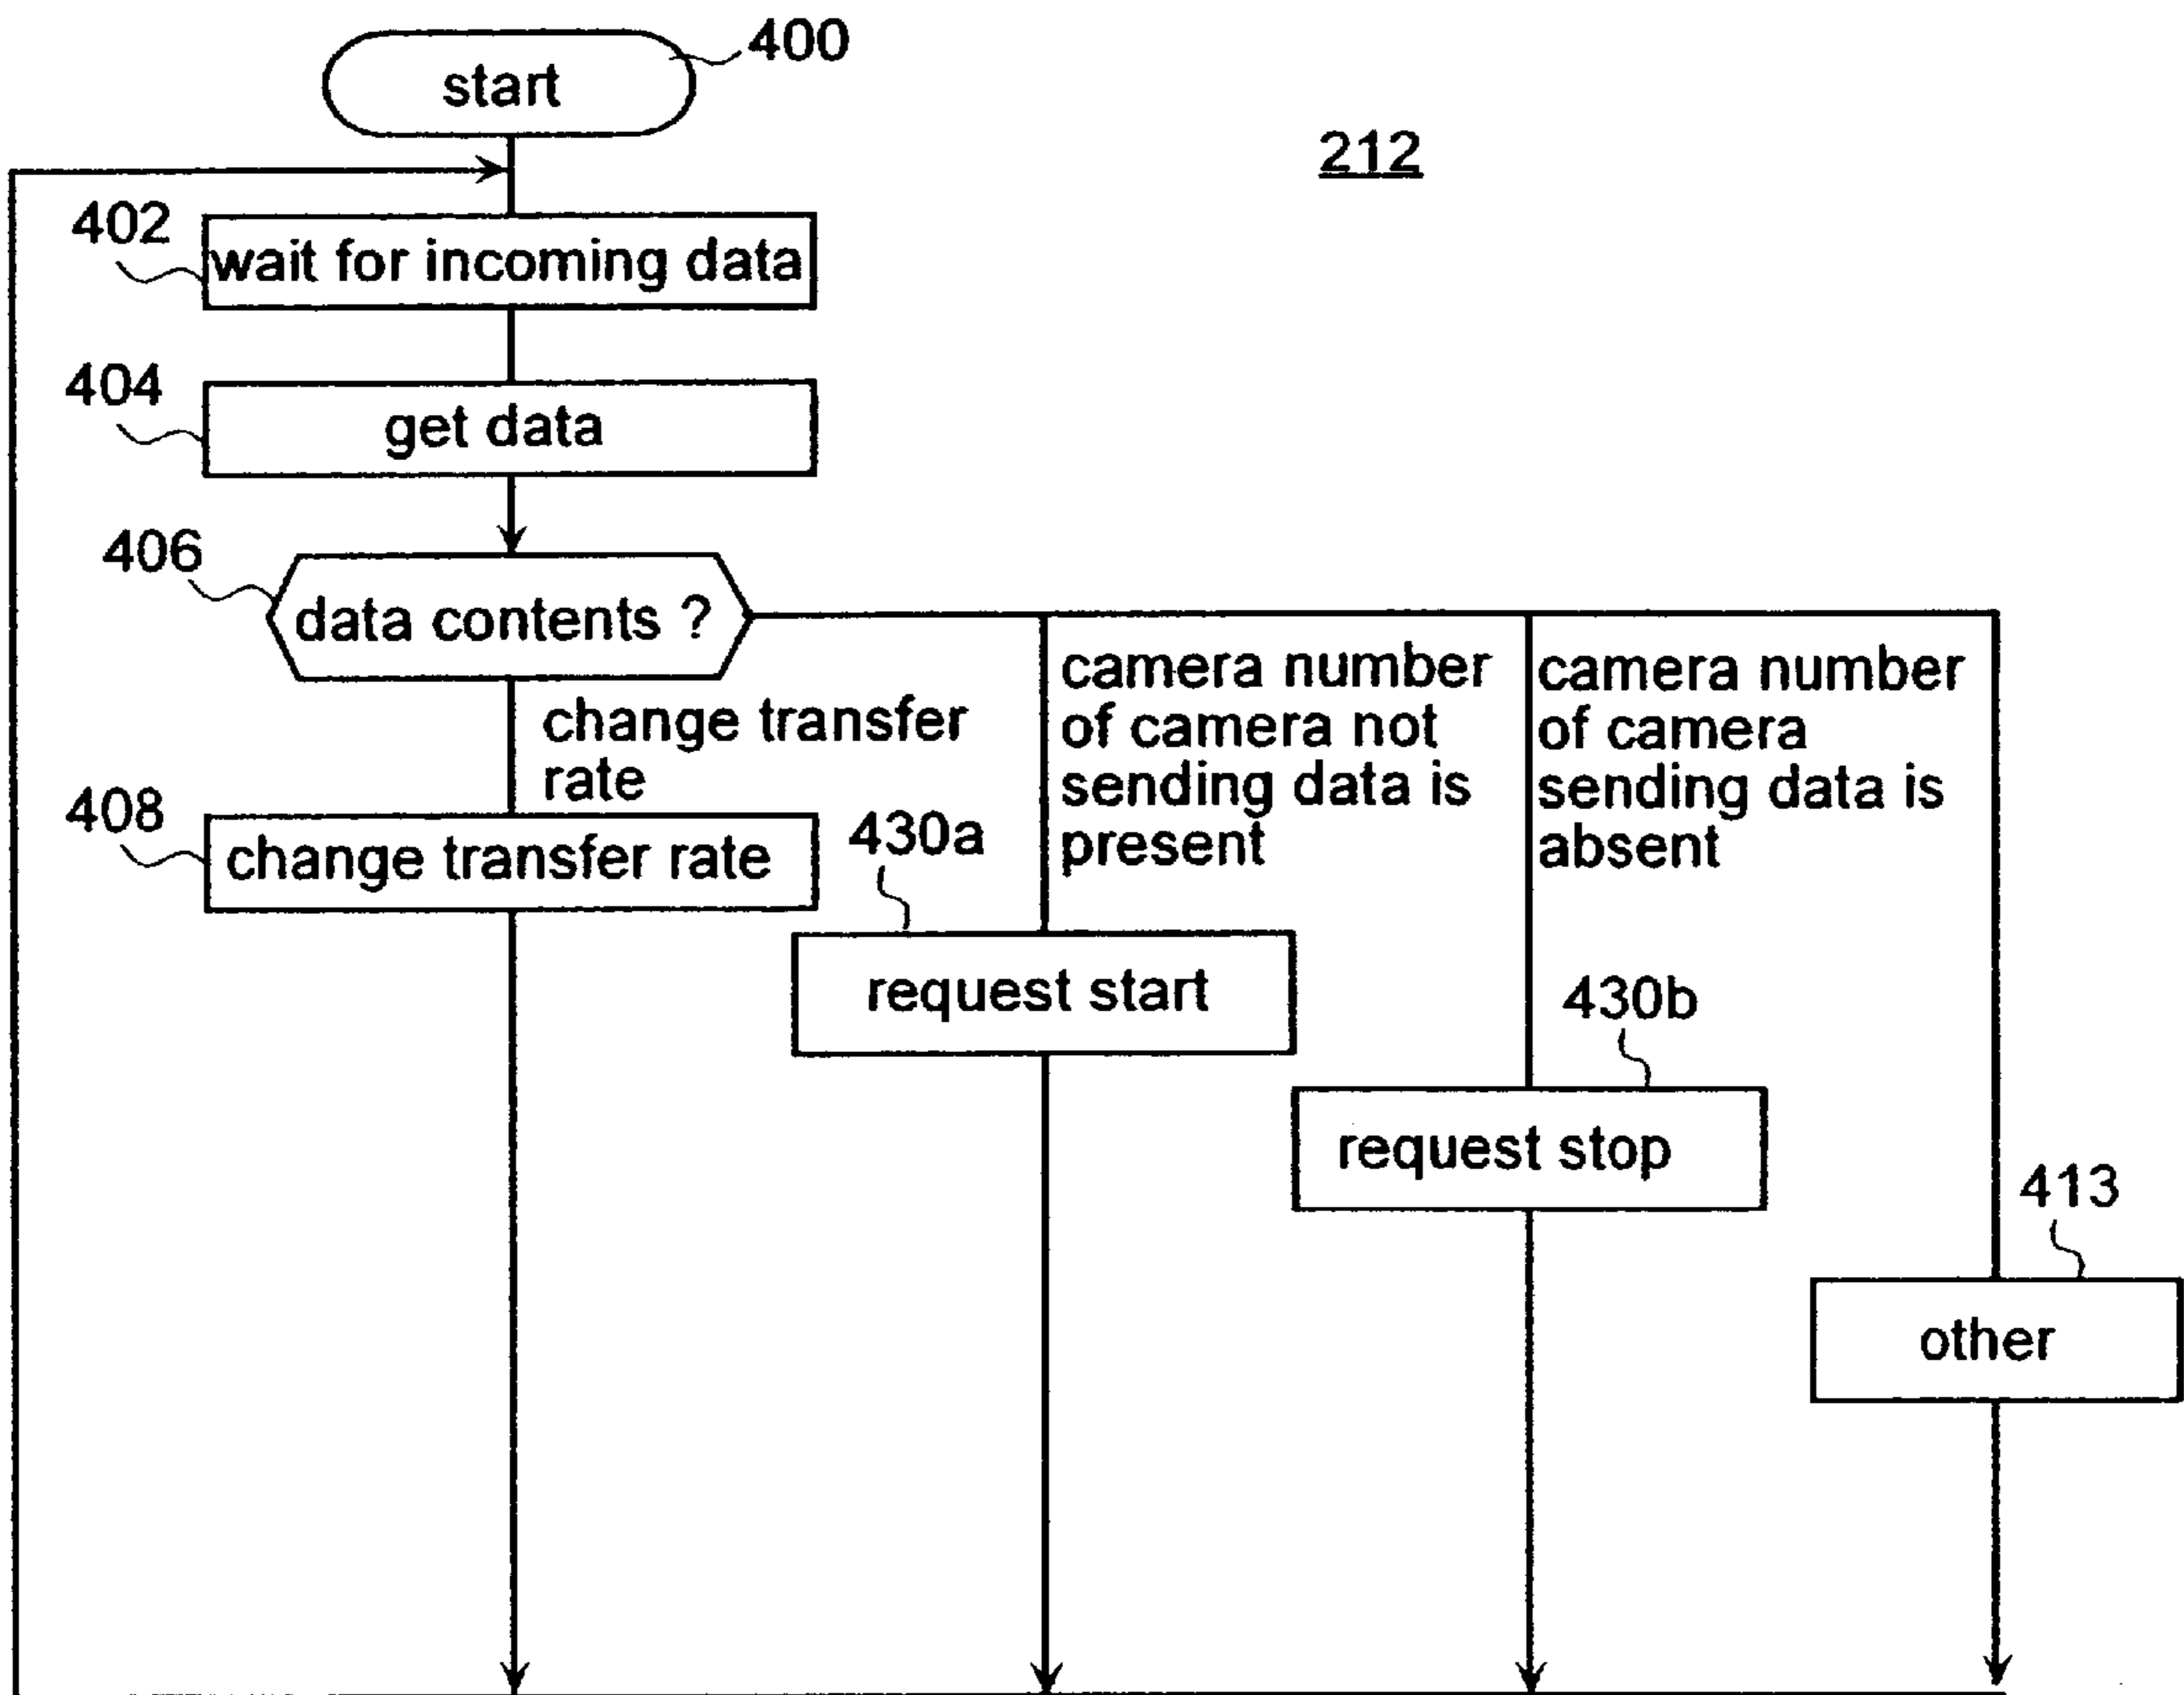 400
start
212
402
wait for incoming data
404
get data
406
data contents ?
change transfer
rate
camera number
of camera not
sending data is
present
camera number
of camera
sending data is
absent
408
change transfer rate
430a
request start
430b
request stop
413
other